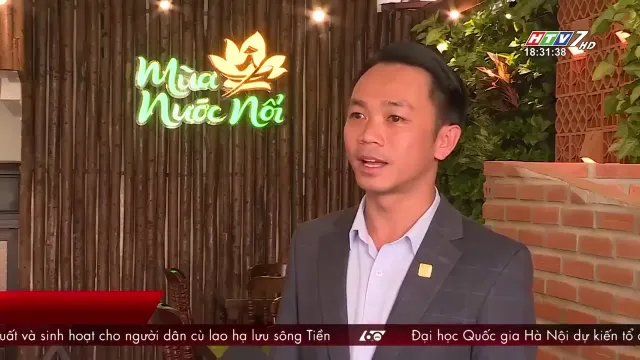 HTV7 HD
18:31:38
Mùa
Nước Nổi
uất và sinh hoạt cho người dân cù lao hạ lưu sông Tiền 60 Đại học Quốc gia Hà Nội dự kiến tổ